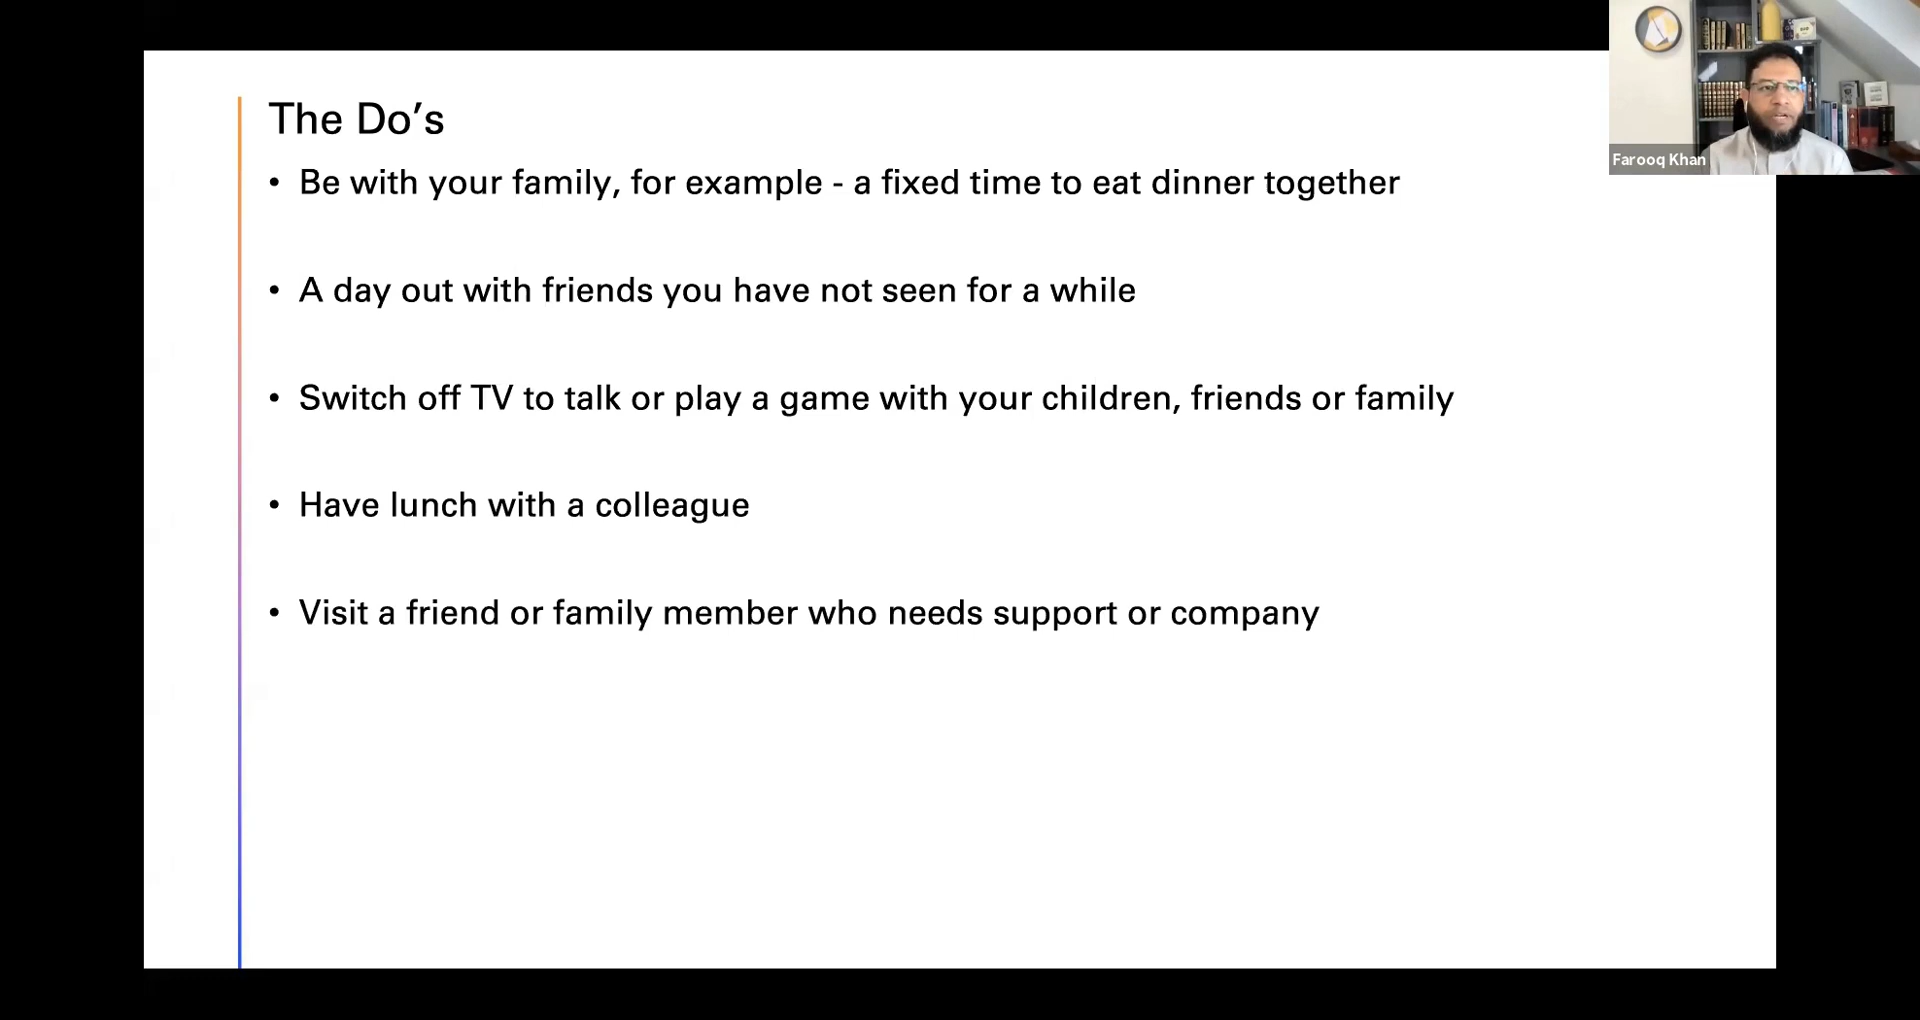 The Do’s
• Be with your family, for example - a fixed time to eat dinner together
• A day out with friends you have not seen for a while
• Switch off TV to talk or play a game with your children, friends or family
• Have lunch with a colleague
• Visit a friend or family member who needs support or company
Farooq Khan